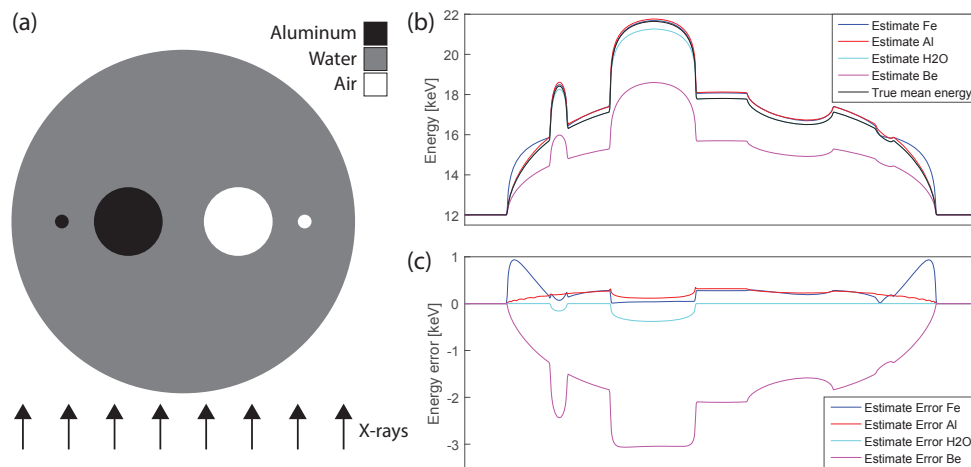 (a)
Aluminum
Water
Air
X-rays
(b)
Energy [keV]
22
20
18
16
14
12
Estimate Fe
Estimate Al
Estimate H2O
Estimate Be
True mean energy
(c)
Energy error [keV]
1
0
-1
-2
-3
Estimate Error Fe
Estimate Error Al
Estimate Error H2O
Estimate Error Be